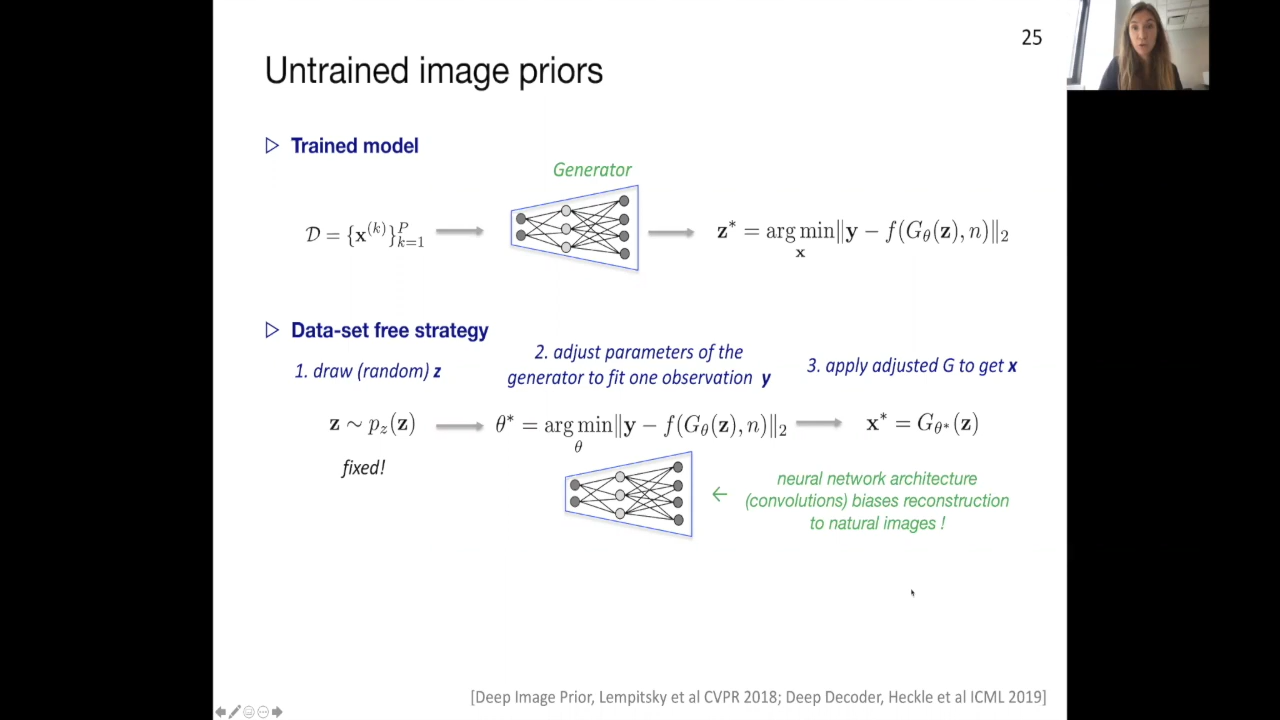 25
Untrained image priors
▷ Trained model
Generator
𝒟 = {x^(k)}_{k=1}^P
z* = arg min_x ||y − f(G_θ(z), n)||_2
▷ Data-set free strategy
1. draw (random) z
2. adjust parameters of the
generator to fit one observation y
3. apply adjusted G to get x
z ∼ p_z(z)
θ* = arg min_θ ||y − f(G_θ(z), n)||_2
x* = G_θ*(z)
fixed!
← neural network architecture
(convolutions) biases reconstruction
to natural images !
[Deep Image Prior, Lempitsky et al CVPR 2018; Deep Decoder, Heckle et al ICML 2019]